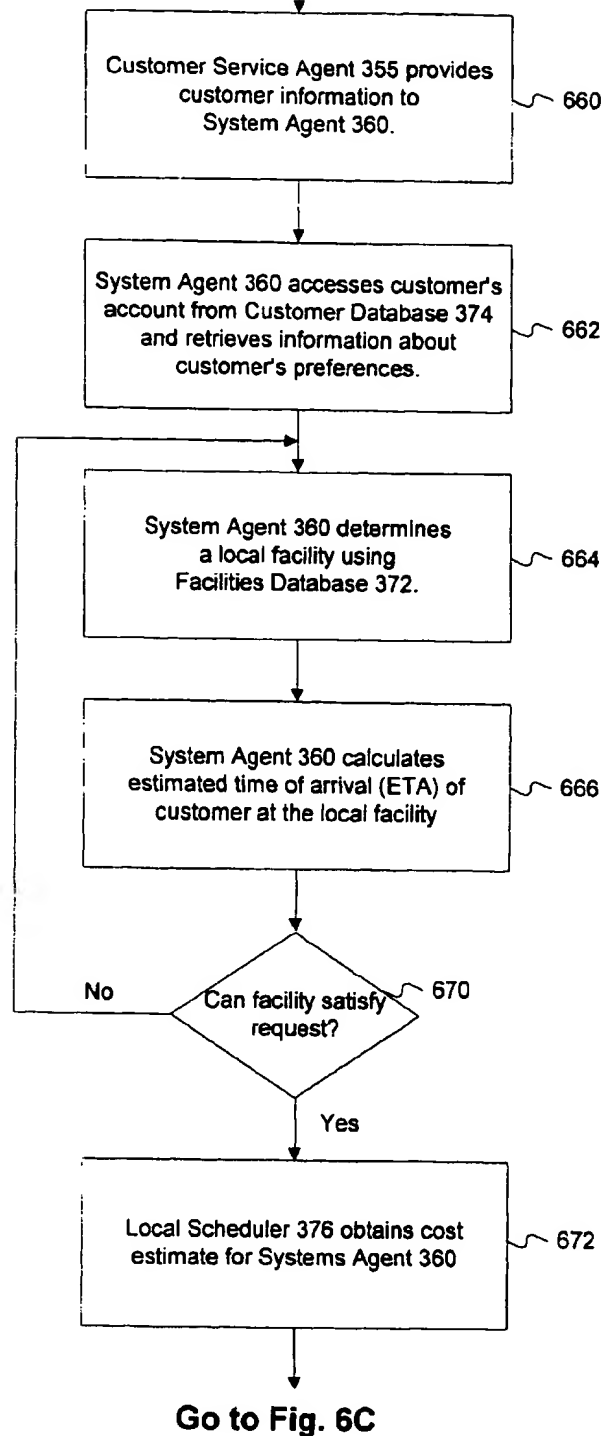 Customer Service Agent 355 provides
customer information to
System Agent 360.
660
System Agent 360 accesses customer's
account from Customer Database 374
and retrieves information about
customer's preferences.
662
System Agent 360 determines
a local facility using
Facilities Database 372.
664
System Agent 360 calculates
estimated time of arrival (ETA) of
customer at the local facility
666
No
Can facility satisfy
request?
670
Yes
Local Scheduler 376 obtains cost
estimate for Systems Agent 360
672
Go to Fig. 6C